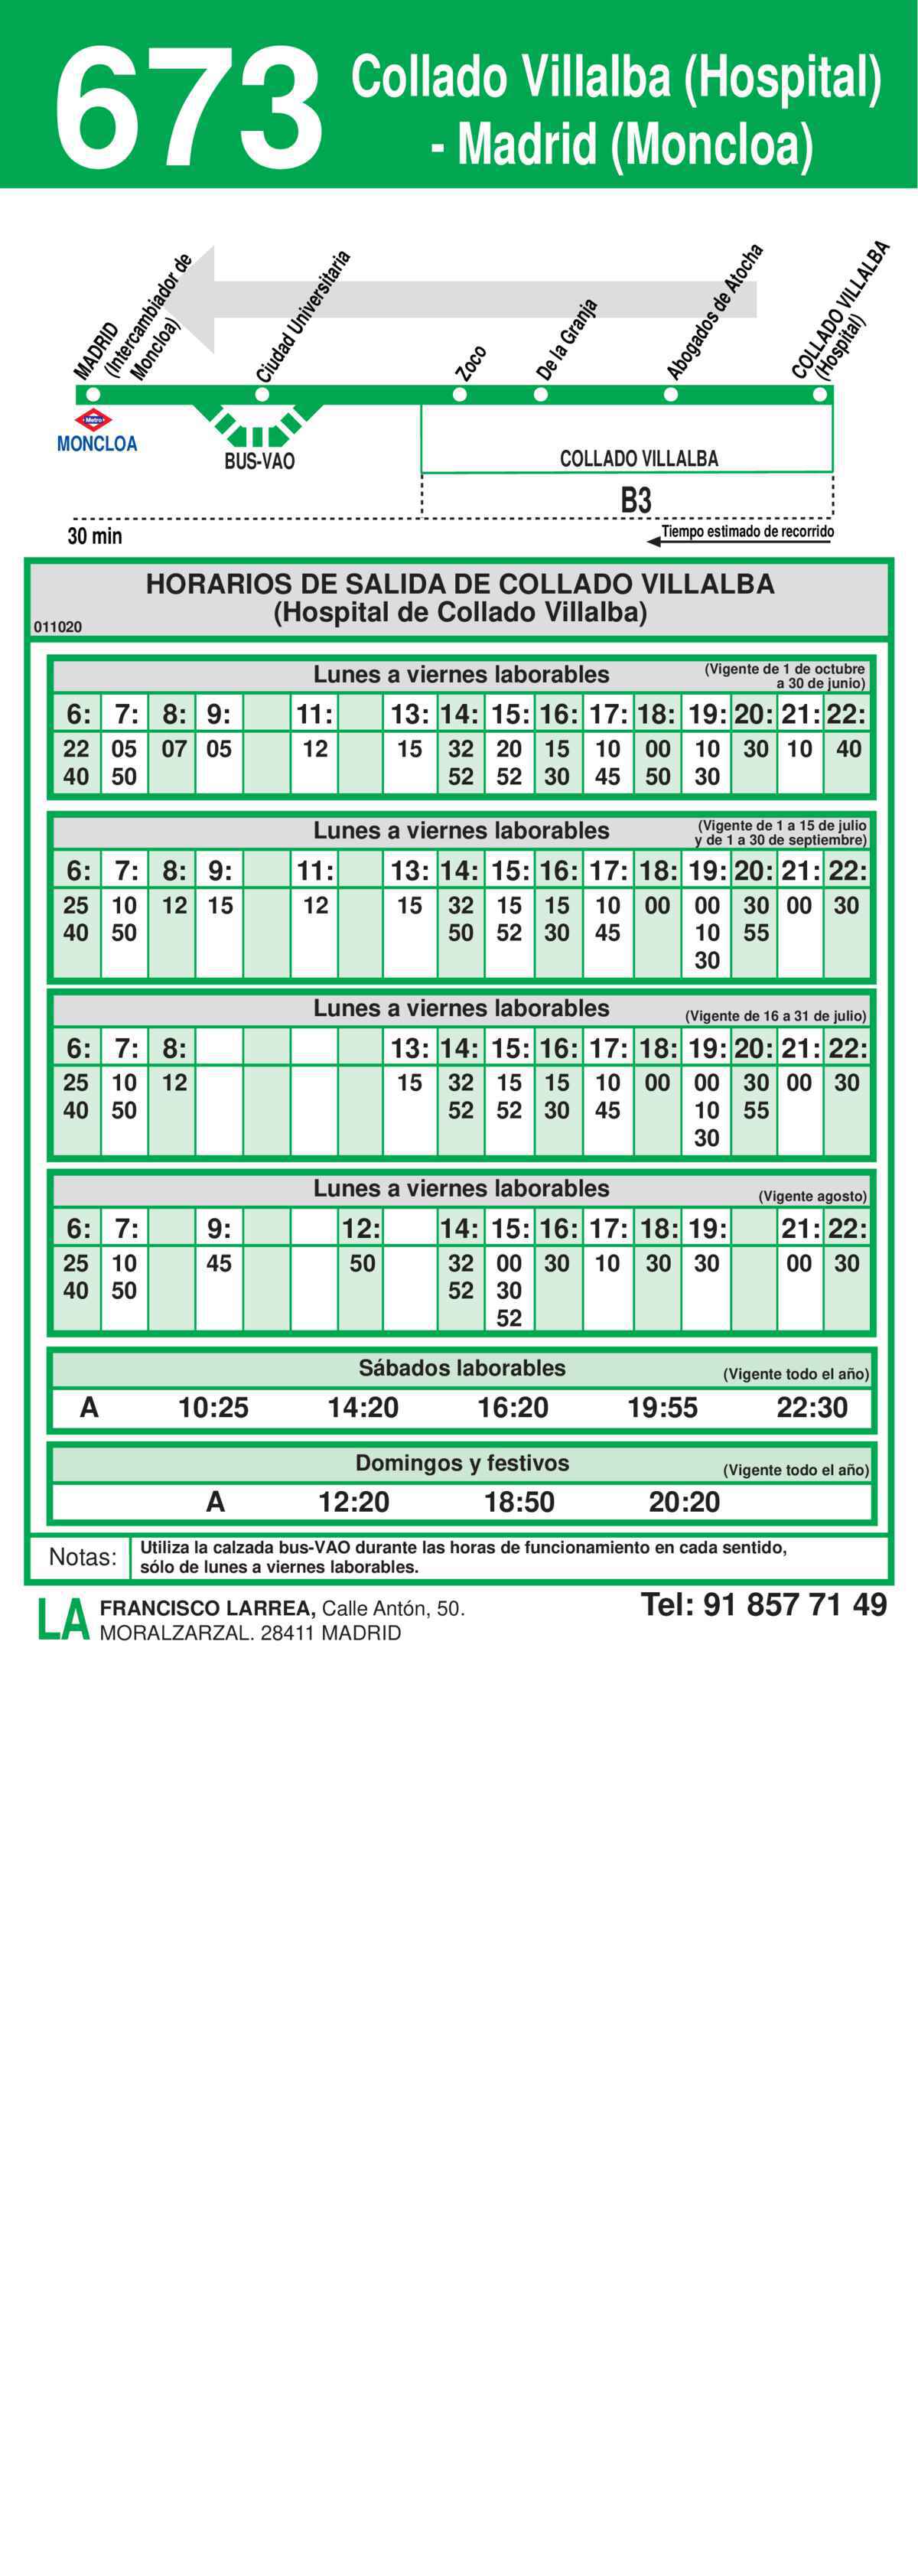 673
Collado Villalba (Hospital)
- Madrid (Moncloa)
MADRID
(Intercambiador de
Moncloa)
Ciudad Universitaria
Zoco
De la Granja
Abogados de Atocha
COLLADO VILLALBA
(Hospital)
Metro
MONCLOA
BUS-VAO
COLLADO VILLALBA
B3
30 min
Tiempo estimado de recorrido
HORARIOS DE SALIDA DE COLLADO VILLALBA
(Hospital de Collado Villalba)
011020
Lunes a viernes laborables
(Vigente de 1 de octubre
a 30 de junio)
6: 7: 8: 9: 11: 13: 14: 15: 16: 17: 18: 19: 20: 21: 22:
22 05 07 05 12 15 32 20 15 10 00 10 30 10 40
40 50 52 52 30 45 50 30
Lunes a viernes laborables
(Vigente de 1 a 15 de julio
y de 1 a 30 de septiembre)
6: 7: 8: 9: 11: 13: 14: 15: 16: 17: 18: 19: 20: 21: 22:
25 10 12 15 12 15 32 15 15 10 00 00 30 00 30
40 50 50 52 30 45 10 55
30
Lunes a viernes laborables
(Vigente de 16 a 31 de julio)
6: 7: 8: 13: 14: 15: 16: 17: 18: 19: 20: 21: 22:
25 10 12 15 32 15 15 10 00 00 30 00 30
40 50 52 52 30 45 10 55
30
Lunes a viernes laborables
(Vigente agosto)
6: 7: 9: 12: 14: 15: 16: 17: 18: 19: 21: 22:
25 10 45 50 32 00 30 10 30 30 00 30
40 50 52 30
52
Sábados laborables
(Vigente todo el año)
A 10:25 14:20 16:20 19:55 22:30
Domingos y festivos
(Vigente todo el año)
A 12:20 18:50 20:20
Notas:
Utiliza la calzada bus-VAO durante las horas de funcionamiento en cada sentido,
sólo de lunes a viernes laborables.
LA
FRANCISCO LARREA, Calle Antón, 50.
MORALZARZAL. 28411 MADRID
Tel: 91 857 71 49